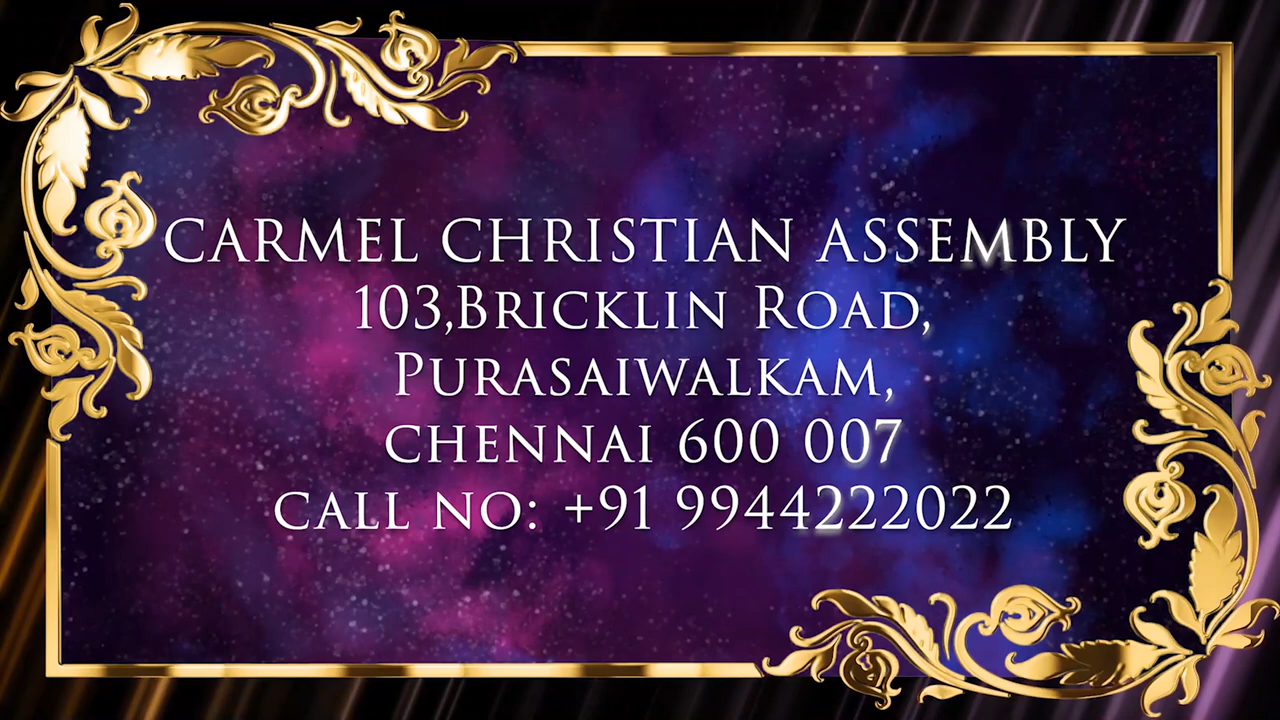 CARMEL CHRISTIAN ASSEMBLY
103,BRICKLIN ROAD,
PURASAIWALKAM,
CHENNAI 600 007
CALL NO: +91 9944222022